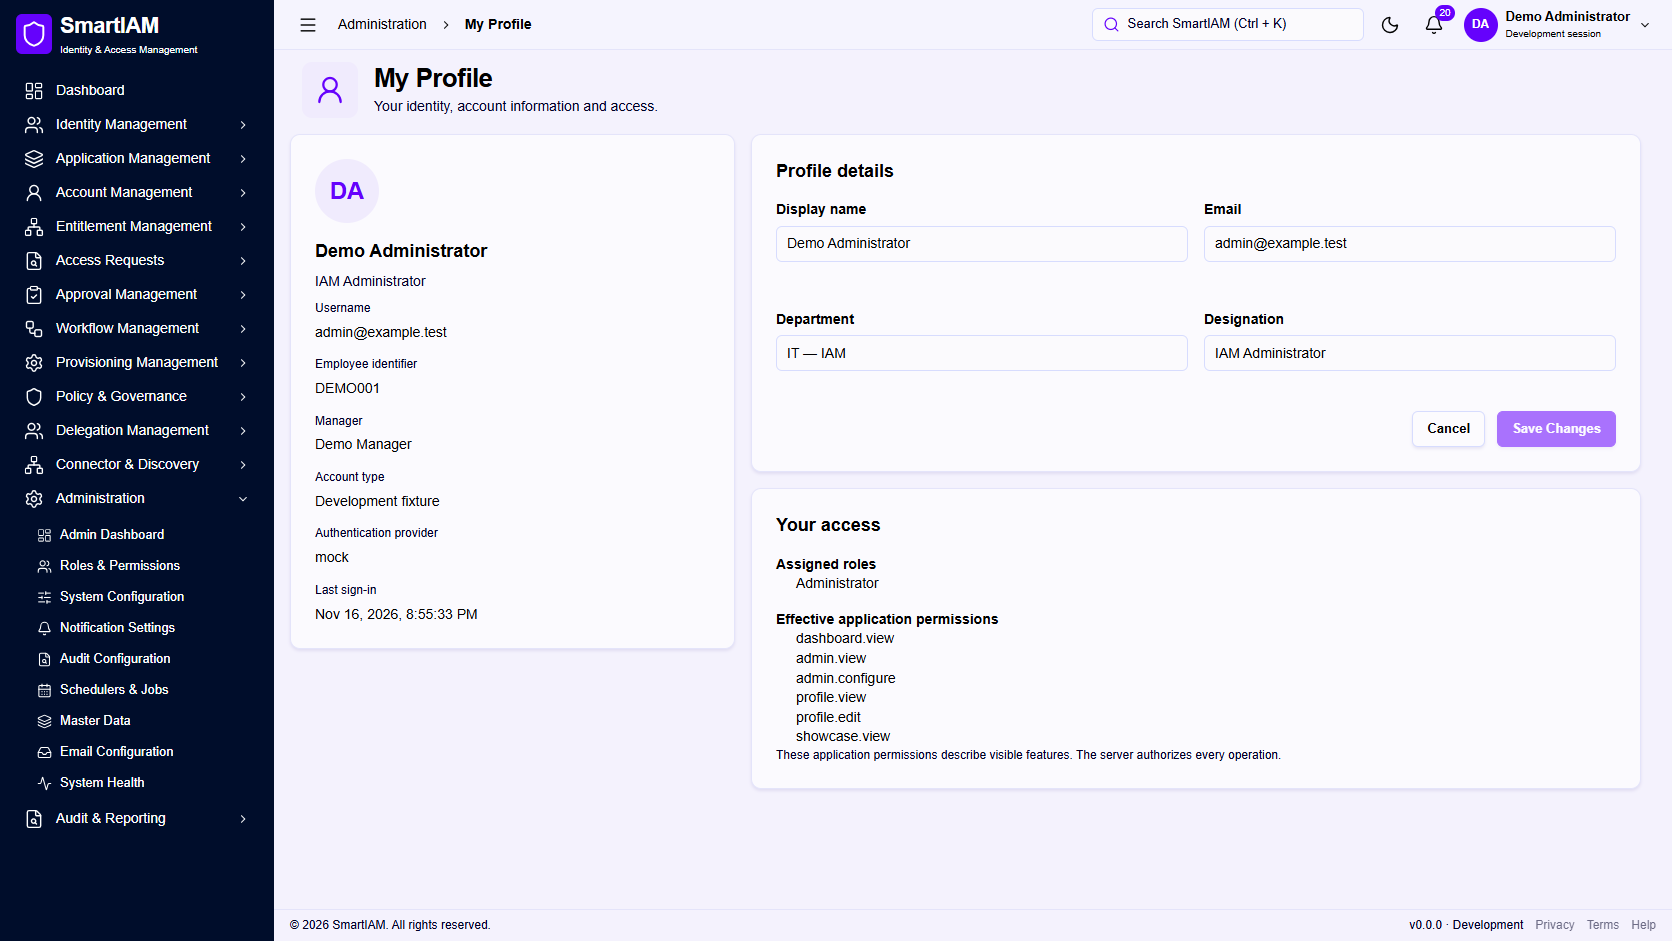 SmartIAM
Identity & Access Management
Dashboard
Identity Management
Application Management
Account Management
Entitlement Management
Access Requests
Approval Management
Workflow Management
Provisioning Management
Policy & Governance
Delegation Management
Connector & Discovery
Administration
Admin Dashboard
Roles & Permissions
System Configuration
Notification Settings
Audit Configuration
Schedulers & Jobs
Master Data
Email Configuration
System Health
Audit & Reporting
Administration > My Profile
Search SmartIAM (Ctrl + K)
20
DA
Demo Administrator
Development session
My Profile
Your identity, account information and access.
DA
Demo Administrator
IAM Administrator
Username
admin@example.test
Employee identifier
DEMO001
Manager
Demo Manager
Account type
Development fixture
Authentication provider
mock
Last sign-in
Nov 16, 2026, 8:55:33 PM
Profile details
Display name
Demo Administrator
Email
admin@example.test
Department
IT — IAM
Designation
IAM Administrator
Cancel
Save Changes
Your access
Assigned roles
Administrator
Effective application permissions
dashboard.view
admin.view
admin.configure
profile.view
profile.edit
showcase.view
These application permissions describe visible features. The server authorizes every operation.
© 2026 SmartIAM. All rights reserved.
v0.0.0 · Development Privacy Terms Help